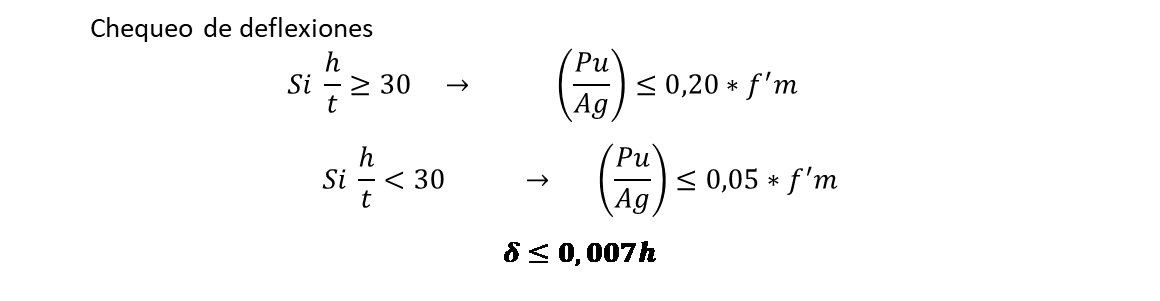 Chequeo de deflexiones
Si h/t ≥ 30 → (Pu/Ag) ≤ 0,20 * f'm
Si h/t < 30 → (Pu/Ag) ≤ 0,05 * f'm
δ ≤ 0,007h